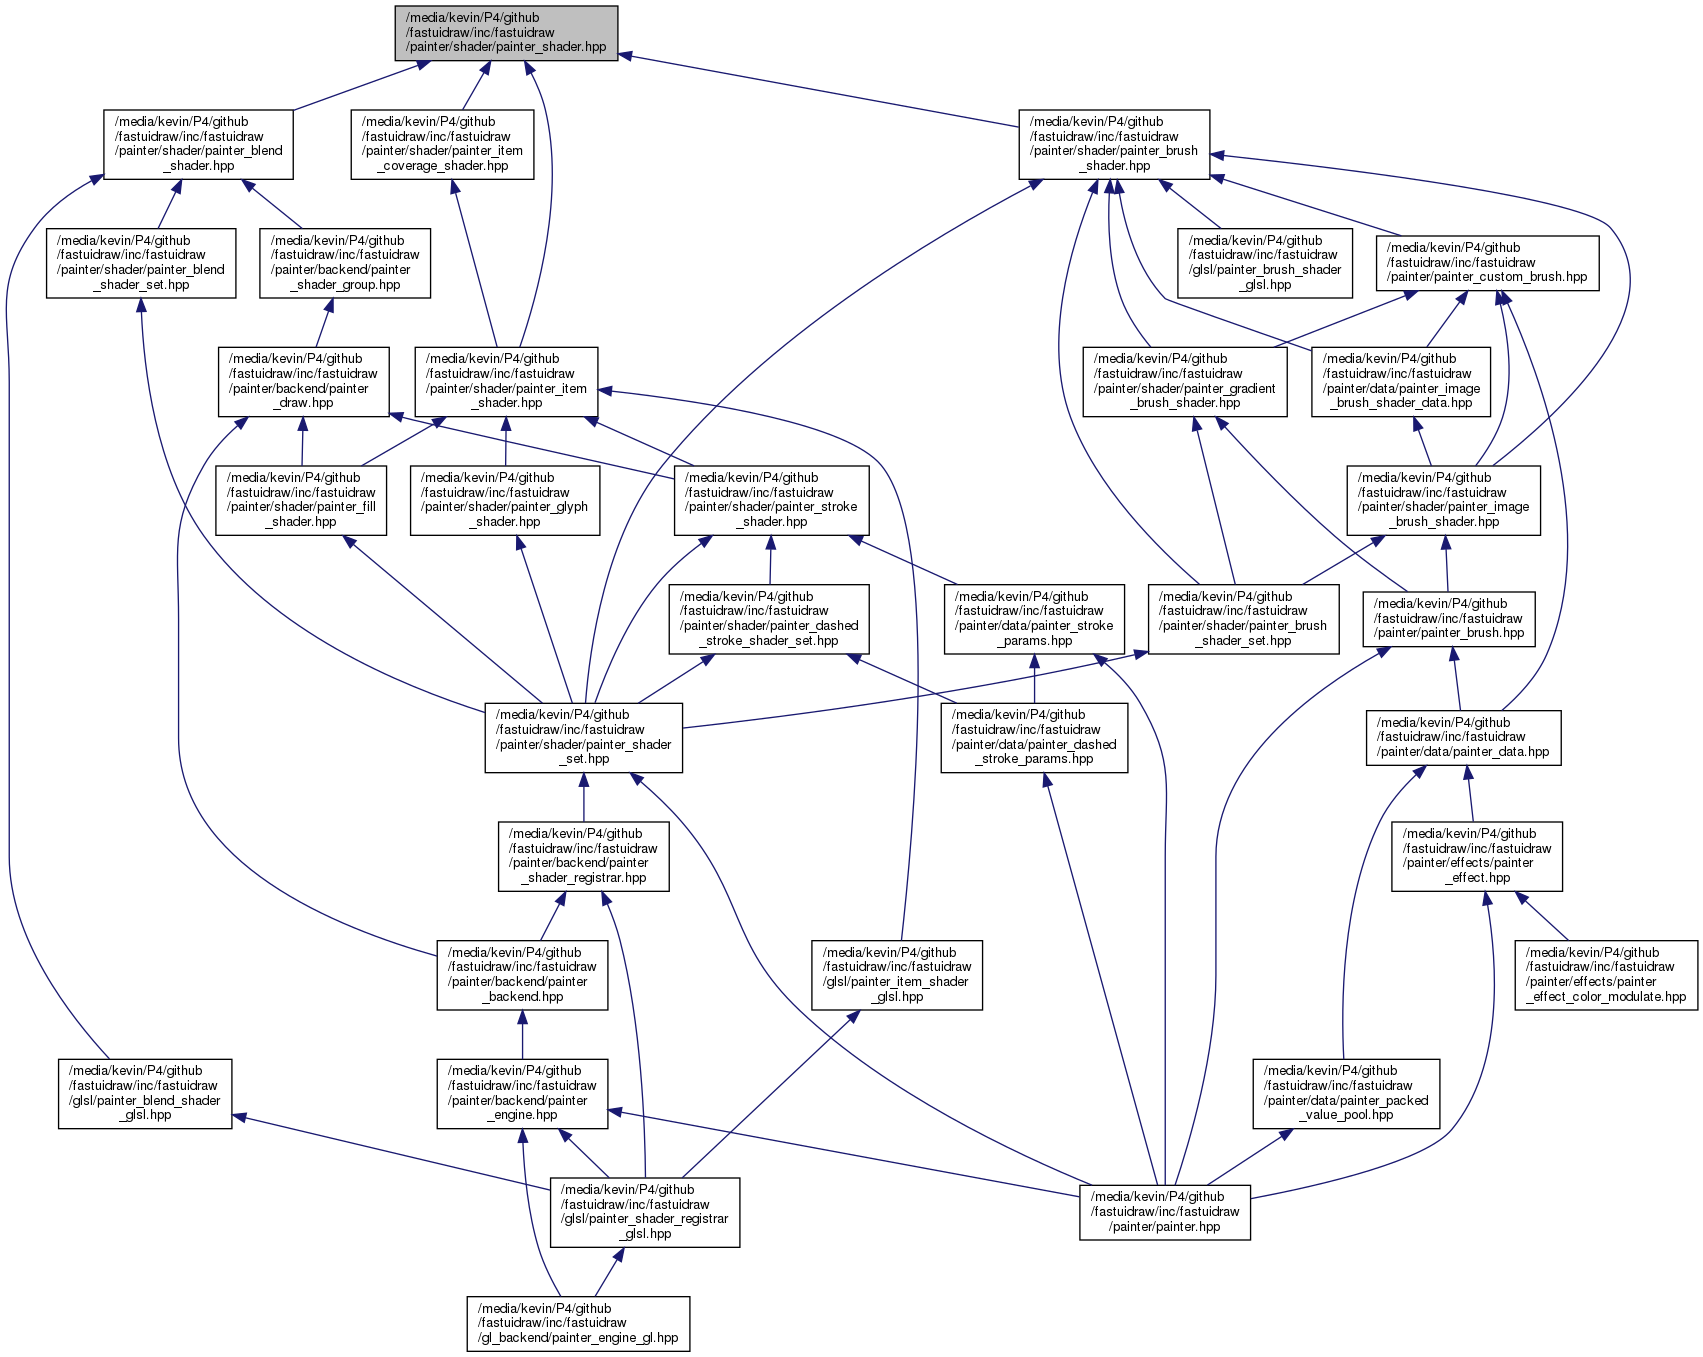 /media/kevin/P4/github
/fastuidraw/inc/fastuidraw
/painter/shader/painter_shader.hpp
/media/kevin/P4/github
/fastuidraw/inc/fastuidraw
/painter/shader/painter_blend
_shader.hpp
/media/kevin/P4/github
/fastuidraw/inc/fastuidraw
/painter/shader/painter_item
_coverage_shader.hpp
/media/kevin/P4/github
/fastuidraw/inc/fastuidraw
/painter/shader/painter_brush
_shader.hpp
/media/kevin/P4/github
/fastuidraw/inc/fastuidraw
/painter/shader/painter_blend
_shader_set.hpp
/media/kevin/P4/github
/fastuidraw/inc/fastuidraw
/painter/backend/painter
_shader_group.hpp
/media/kevin/P4/github
/fastuidraw/inc/fastuidraw
/glsl/painter_brush_shader
_glsl.hpp
/media/kevin/P4/github
/fastuidraw/inc/fastuidraw
/painter/painter_custom_brush.hpp
/media/kevin/P4/github
/fastuidraw/inc/fastuidraw
/painter/backend/painter
_draw.hpp
/media/kevin/P4/github
/fastuidraw/inc/fastuidraw
/painter/shader/painter_item
_shader.hpp
/media/kevin/P4/github
/fastuidraw/inc/fastuidraw
/painter/shader/painter_gradient
_brush_shader.hpp
/media/kevin/P4/github
/fastuidraw/inc/fastuidraw
/painter/data/painter_image
_brush_shader_data.hpp
/media/kevin/P4/github
/fastuidraw/inc/fastuidraw
/painter/shader/painter_fill
_shader.hpp
/media/kevin/P4/github
/fastuidraw/inc/fastuidraw
/painter/shader/painter_glyph
_shader.hpp
/media/kevin/P4/github
/fastuidraw/inc/fastuidraw
/painter/shader/painter_stroke
_shader.hpp
/media/kevin/P4/github
/fastuidraw/inc/fastuidraw
/painter/shader/painter_image
_brush_shader.hpp
/media/kevin/P4/github
/fastuidraw/inc/fastuidraw
/painter/shader/painter_dashed
_stroke_shader_set.hpp
/media/kevin/P4/github
/fastuidraw/inc/fastuidraw
/painter/data/painter_stroke
_params.hpp
/media/kevin/P4/github
/fastuidraw/inc/fastuidraw
/painter/shader/painter_brush
_shader_set.hpp
/media/kevin/P4/github
/fastuidraw/inc/fastuidraw
/painter/painter_brush.hpp
/media/kevin/P4/github
/fastuidraw/inc/fastuidraw
/painter/shader/painter_shader
_set.hpp
/media/kevin/P4/github
/fastuidraw/inc/fastuidraw
/painter/data/painter_dashed
_stroke_params.hpp
/media/kevin/P4/github
/fastuidraw/inc/fastuidraw
/painter/data/painter_data.hpp
/media/kevin/P4/github
/fastuidraw/inc/fastuidraw
/painter/backend/painter
_shader_registrar.hpp
/media/kevin/P4/github
/fastuidraw/inc/fastuidraw
/painter/effects/painter
_effect.hpp
/media/kevin/P4/github
/fastuidraw/inc/fastuidraw
/painter/backend/painter
_backend.hpp
/media/kevin/P4/github
/fastuidraw/inc/fastuidraw
/glsl/painter_item_shader
_glsl.hpp
/media/kevin/P4/github
/fastuidraw/inc/fastuidraw
/painter/effects/painter
_effect_color_modulate.hpp
/media/kevin/P4/github
/fastuidraw/inc/fastuidraw
/glsl/painter_blend_shader
_glsl.hpp
/media/kevin/P4/github
/fastuidraw/inc/fastuidraw
/painter/backend/painter
_engine.hpp
/media/kevin/P4/github
/fastuidraw/inc/fastuidraw
/painter/data/painter_packed
_value_pool.hpp
/media/kevin/P4/github
/fastuidraw/inc/fastuidraw
/glsl/painter_shader_registrar
_glsl.hpp
/media/kevin/P4/github
/fastuidraw/inc/fastuidraw
/painter/painter.hpp
/media/kevin/P4/github
/fastuidraw/inc/fastuidraw
/gl_backend/painter_engine_gl.hpp